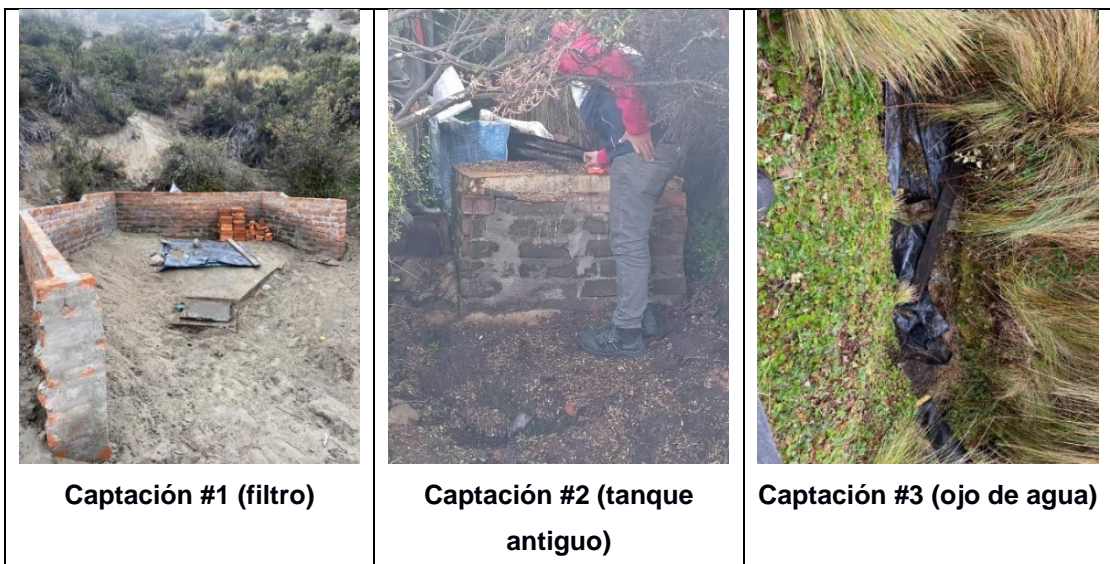 Captación #1 (filtro)
Captación #2 (tanque
antiguo)
Captación #3 (ojo de agua)